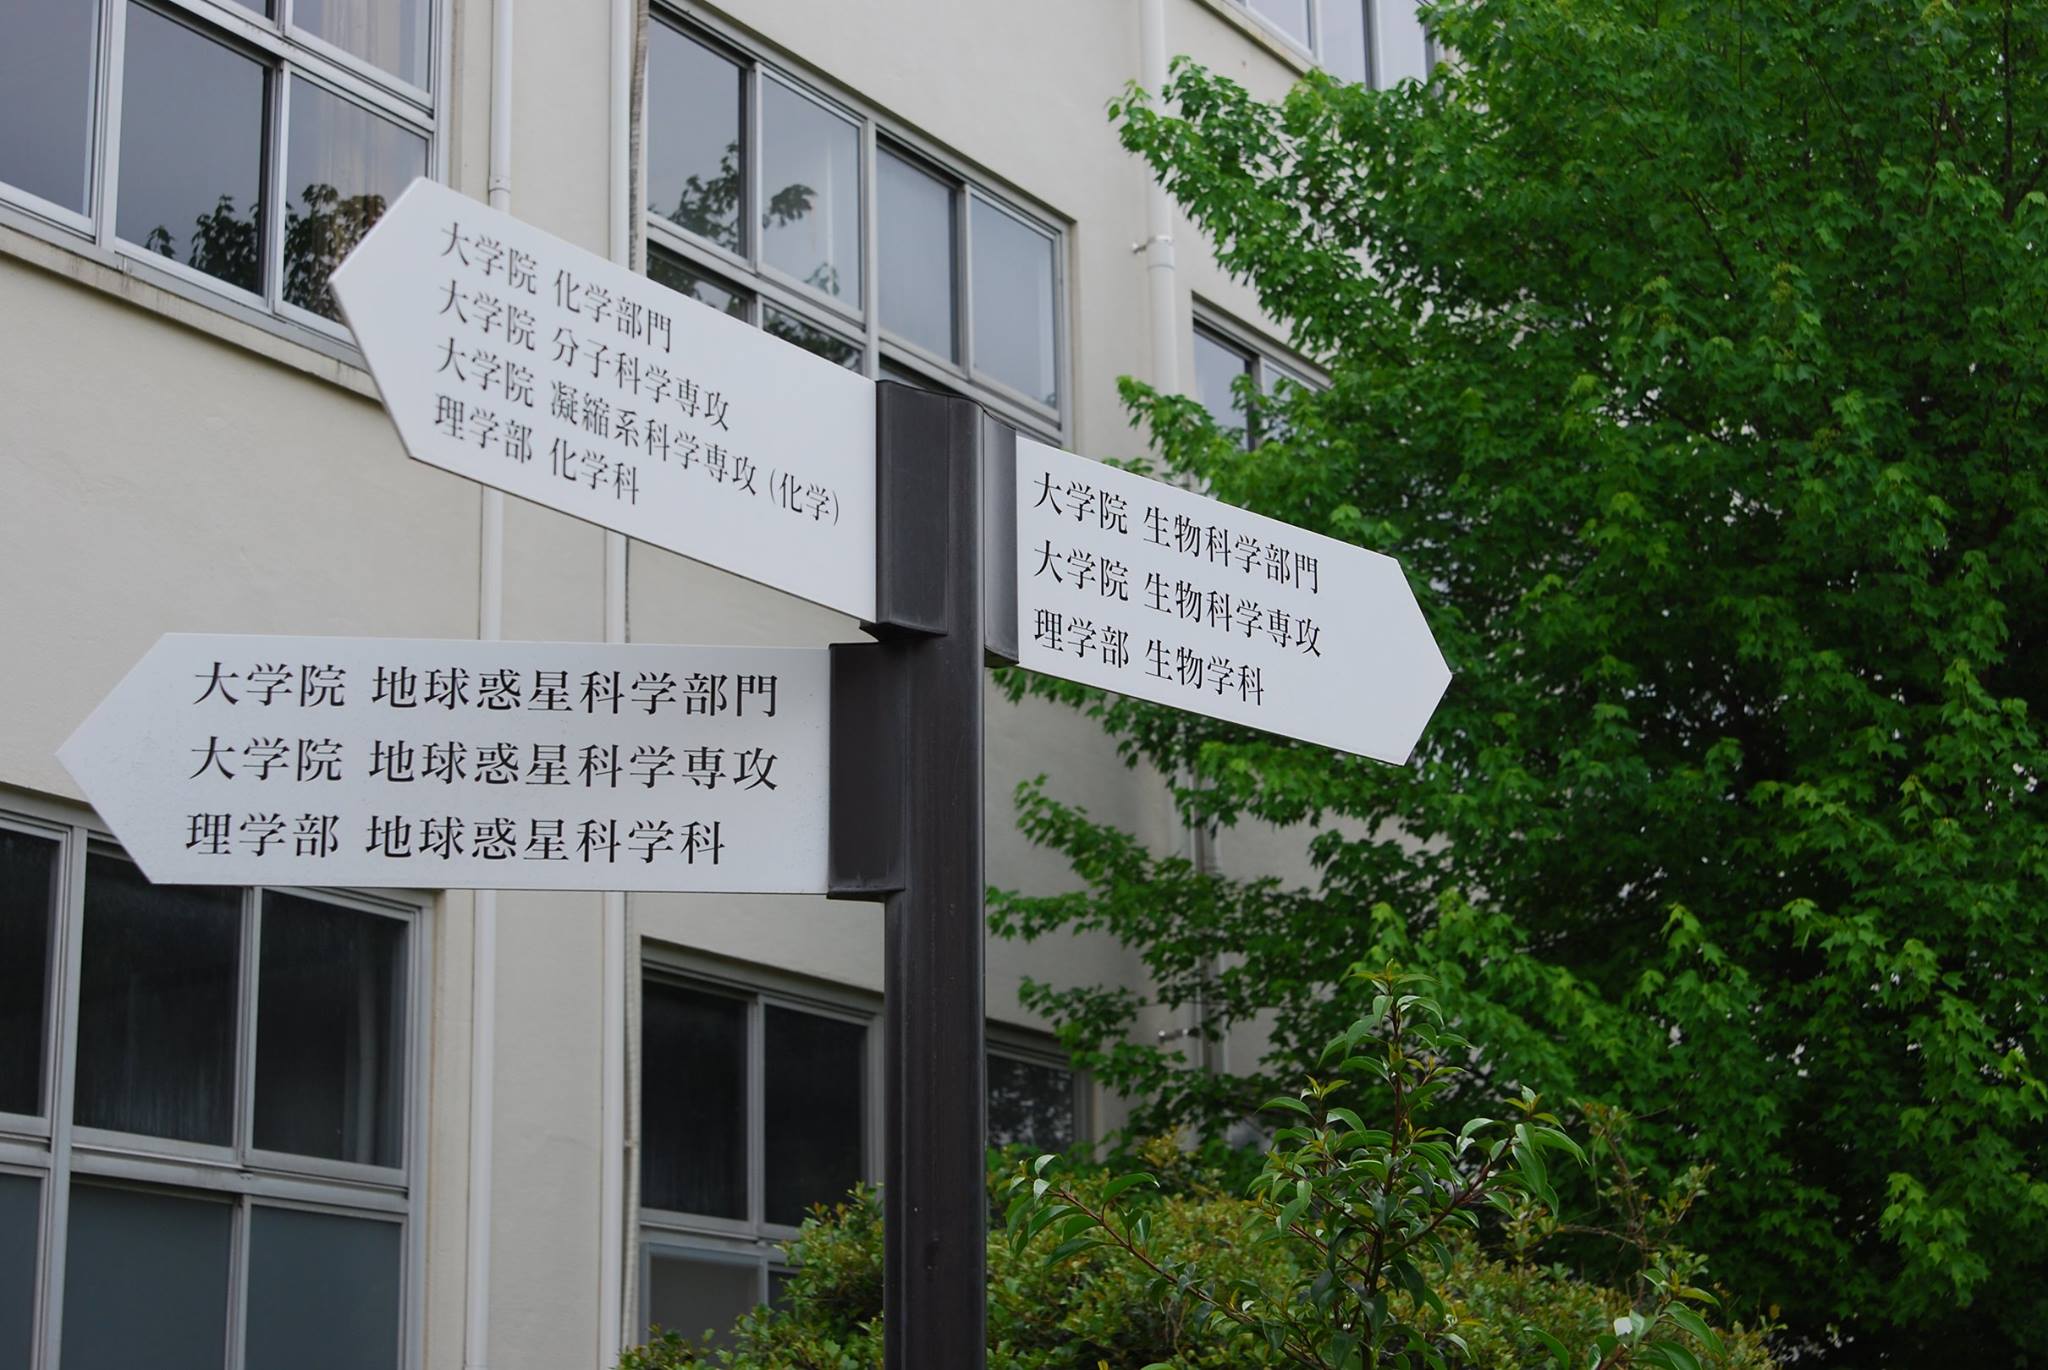 大学院 化学部門
大学院 分子科学専攻
大学院 凝縮系科学専攻 (化学)
理学部 化学科
大学院 生物科学部門
大学院 生物科学専攻
理学部 生物学科
大学院 地球惑星科学部門
大学院 地球惑星科学専攻
理学部 地球惑星科学科